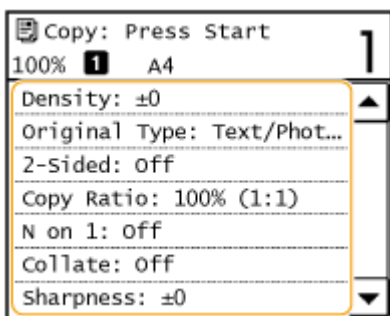 Copy: Press Start
100% 1 A4
1
Density: ±0
Original Type: Text/Phot...
2-Sided: Off
Copy Ratio: 100% (1:1)
N on 1: Off
Collate: Off
Sharpness: ±0